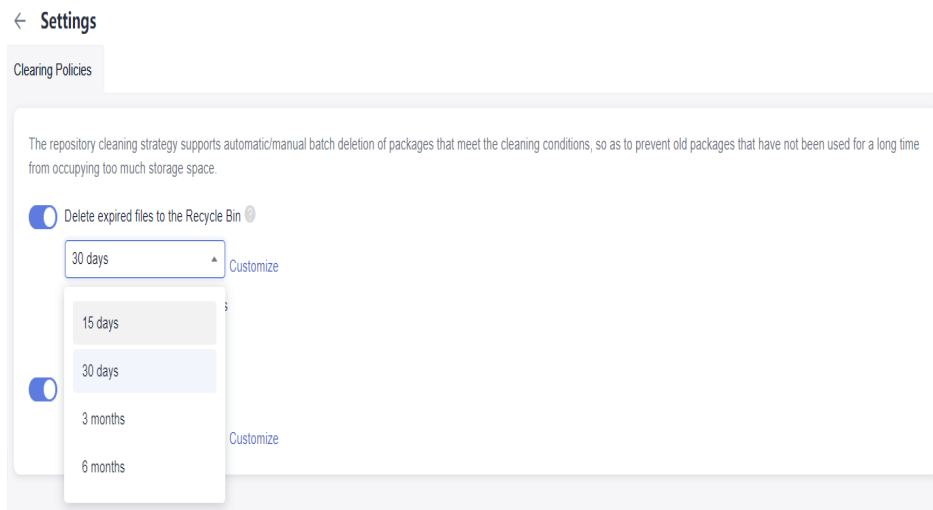 Settings
Clearing Policies
The repository cleaning strategy supports automatic/manual batch deletion of packages that meet the cleaning conditions, so as to prevent old packages that have not been used for a long time
from occupying too much storage space.
Delete expired files to the Recycle Bin ?
30 days
Customize
15 days
30 days
3 months
Customize
6 months